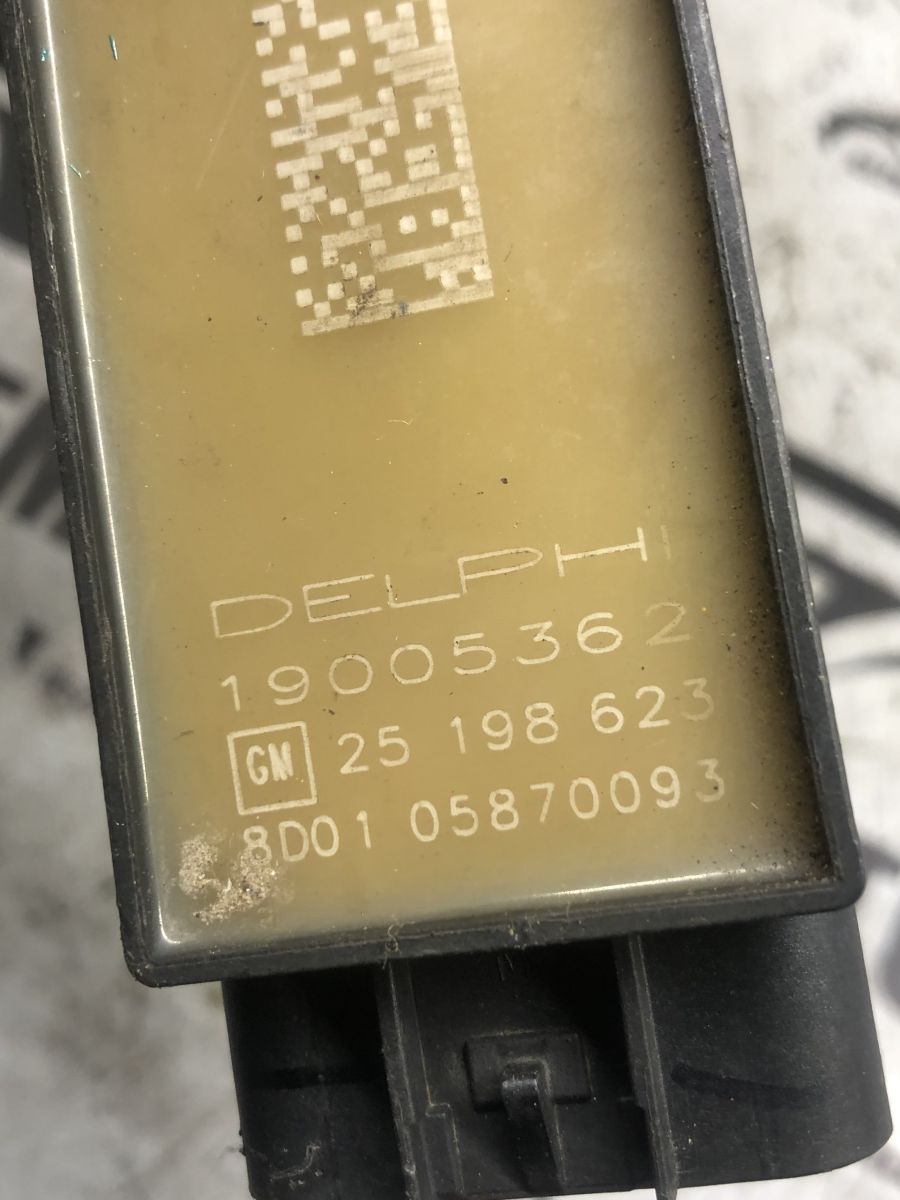 DELPHI
19005362
GM 25 198 623
8D01 05870093